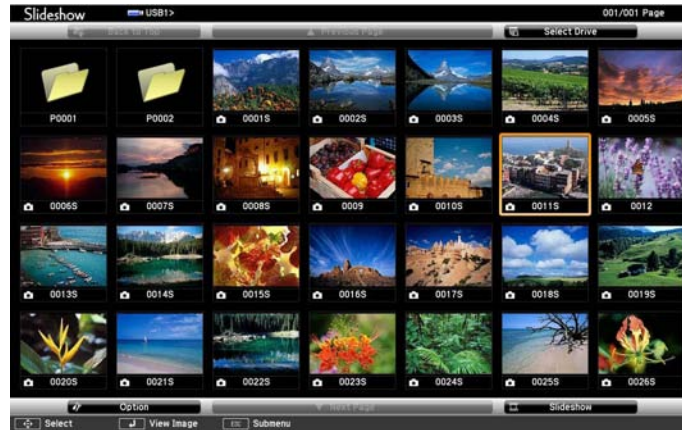 Slideshow USB1> 001/001 Page
Back to Top Previous Page Select Drive
P0001 P0002 0001S 0002S 0003S 0004S 0005S
0006S 0007S 0008S 0009 0010S 0011S 0012
0013S 0014S 0015S 0016S 0017S 0018S 0019S
0020S 0021S 0022S 0023S 0024S 0025S 0026S
Option Next Page Slideshow
Select View Image ESC Submenu